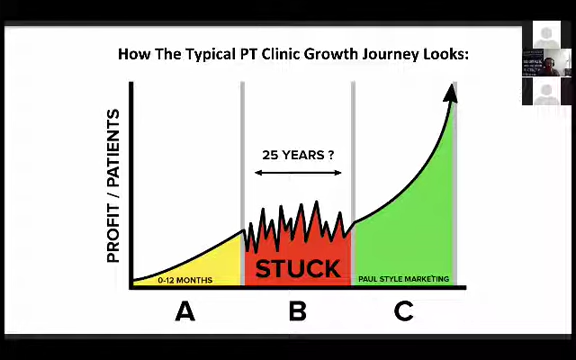 How The Typical PT Clinic Growth Journey Looks:
PROFIT / PATIENTS
25 YEARS ?
STUCK
0-12 MONTHS
PAUL STYLE MARKETING
A
B
C